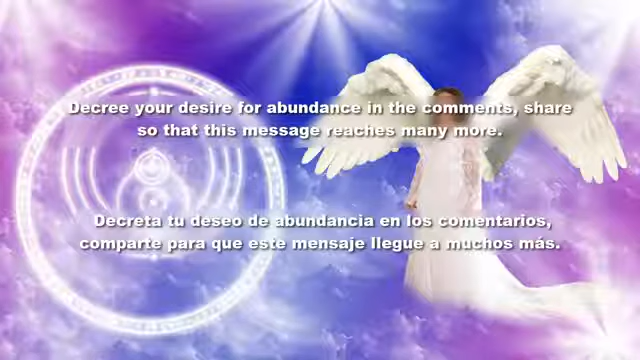 Decree your desire for abundance in the comments, share
so that this message reaches many more.
Decreta tu deseo de abundancia en los comentarios,
comparte para que este mensaje llegue a muchos más.